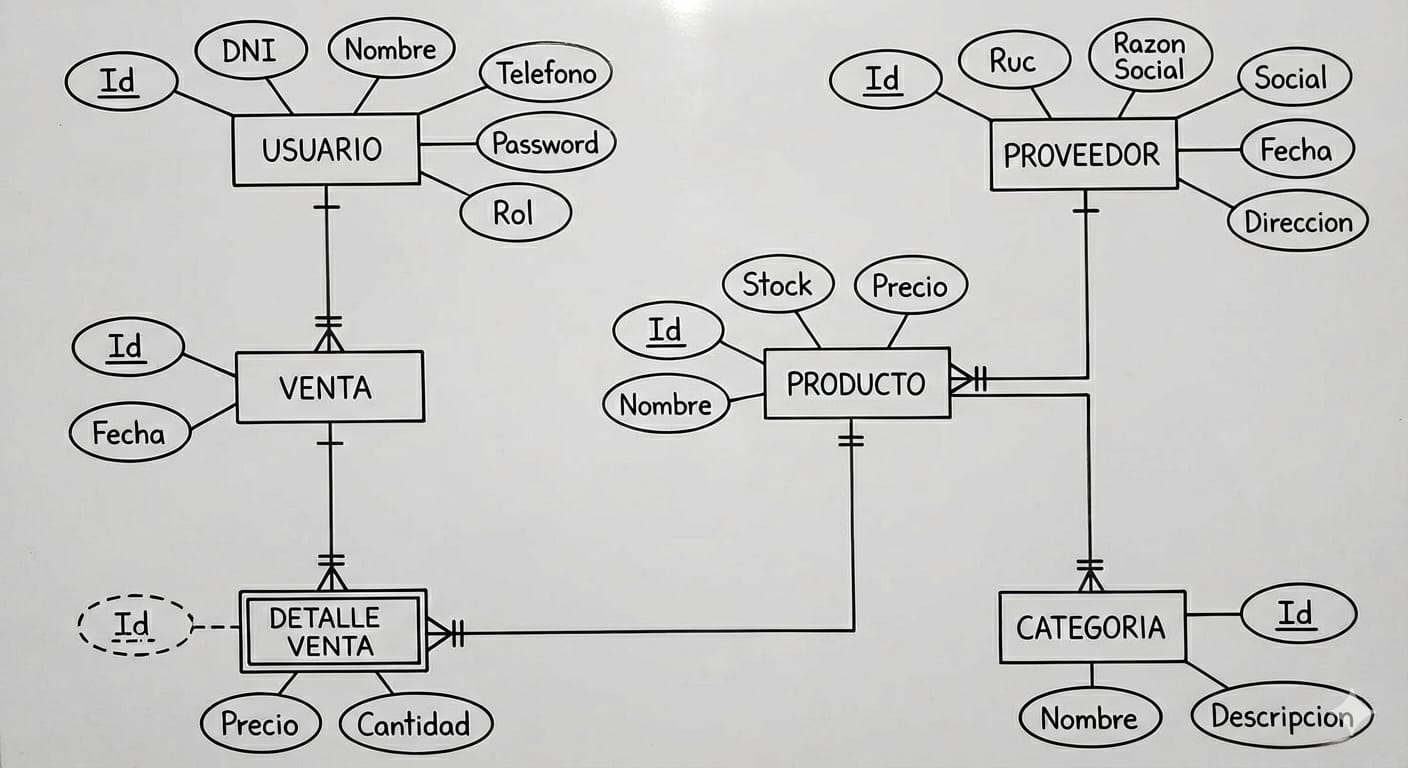 DNI
Nombre
Id
Telefono
USUARIO
Password
Rol
Id
Ruc
Razon
Social
Social
PROVEEDOR
Fecha
Direccion
Id
VENTA
Fecha
Stock
Precio
Id
PRODUCTO
Nombre
Id
DETALLE
VENTA
Precio
Cantidad
CATEGORIA
Id
Nombre
Descripcion